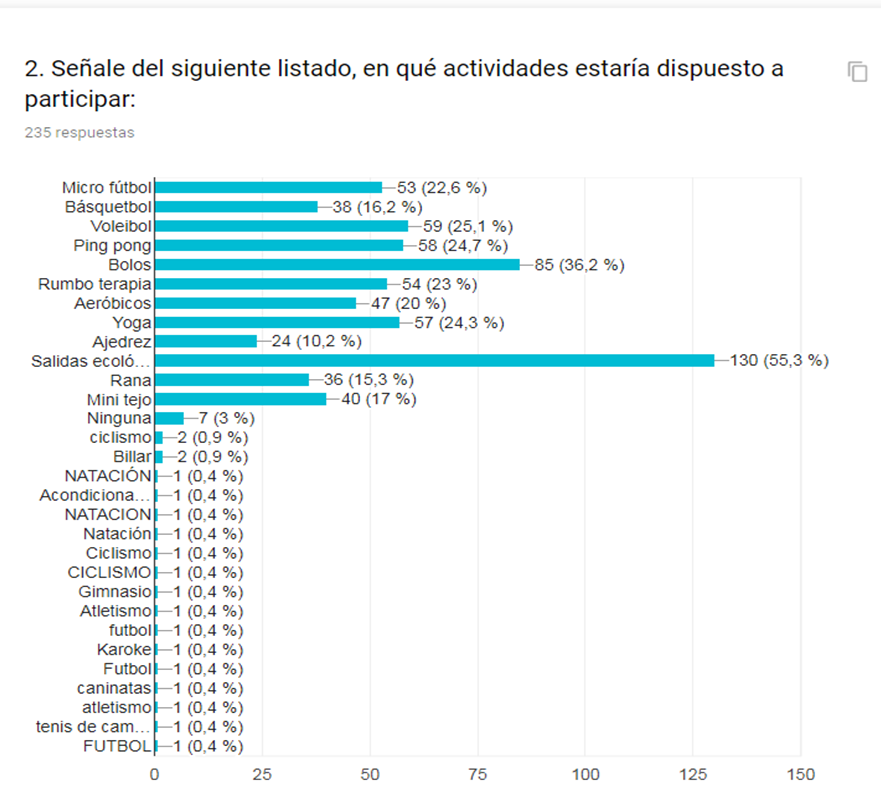 2. Señale del siguiente listado, en qué actividades estaría dispuesto a
participar:
235 respuestas
Micro fútbol 53 (22,6 %)
Básquetbol 38 (16,2 %)
Voleibol 59 (25,1 %)
Ping pong 58 (24,7 %)
Bolos 85 (36,2 %)
Rumbo terapia 54 (23 %)
Aeróbicos 47 (20 %)
Yoga 57 (24,3 %)
Ajedrez 24 (10,2 %)
Salidas ecoló... 130 (55,3 %)
Rana 36 (15,3 %)
Mini tejo 40 (17 %)
Ninguna 7 (3 %)
ciclismo 2 (0,9 %)
Billar 2 (0,9 %)
NATACIÓN 1 (0,4 %)
Acondiciona... 1 (0,4 %)
NATACION 1 (0,4 %)
Natación 1 (0,4 %)
Ciclismo 1 (0,4 %)
CICLISMO 1 (0,4 %)
Gimnasio 1 (0,4 %)
Atletismo 1 (0,4 %)
futbol 1 (0,4 %)
Karoke 1 (0,4 %)
Futbol 1 (0,4 %)
caninatas 1 (0,4 %)
atletismo 1 (0,4 %)
tenis de cam... 1 (0,4 %)
FUTBOL 1 (0,4 %)
0 25 50 75 100 125 150